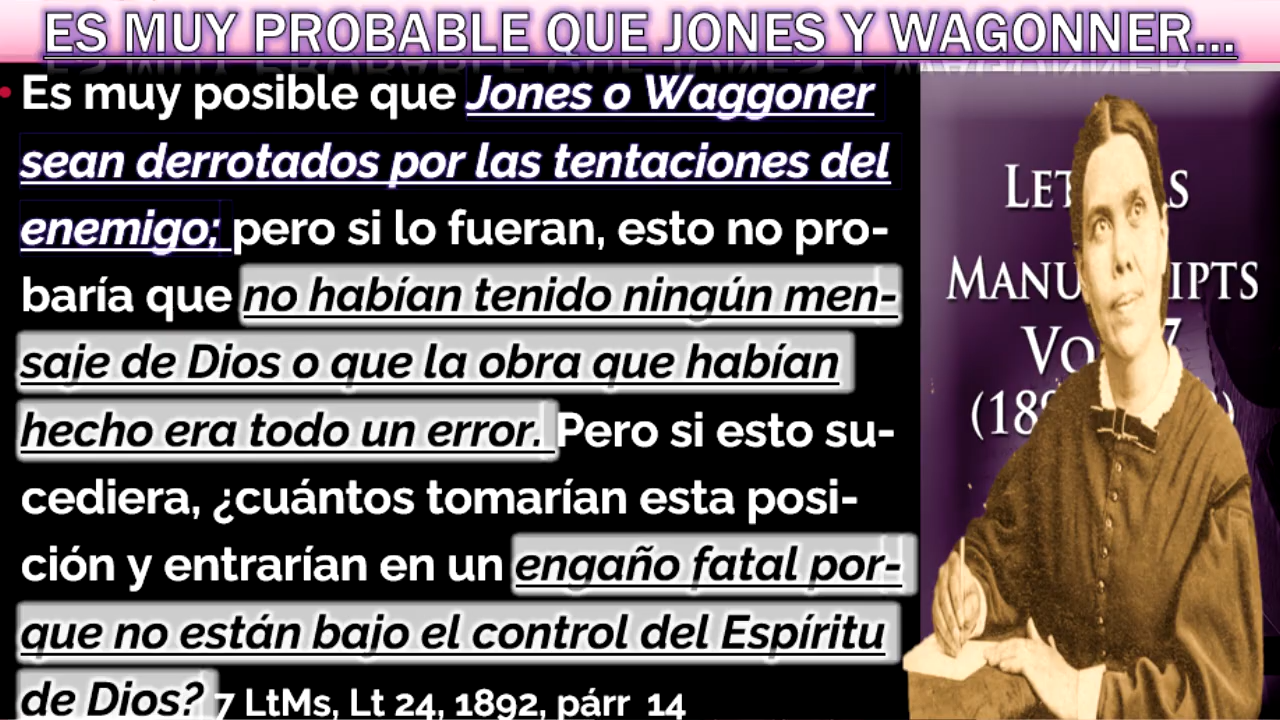 ES MUY PROBABLE QUE JONES Y WAGONNER...
• Es muy posible que Jones o Waggoner
sean derrotados por las tentaciones del
enemigo; pero si lo fueran, esto no pro-
baría que no habían tenido ningún men-
saje de Dios o que la obra que habían
hecho era todo un error. Pero si esto su-
cediera, ¿cuántos tomarían esta posi-
ción y entrarían en un engaño fatal por-
que no están bajo el control del Espíritu
de Dios? 7 LtMs, Lt 24, 1892, párr 14